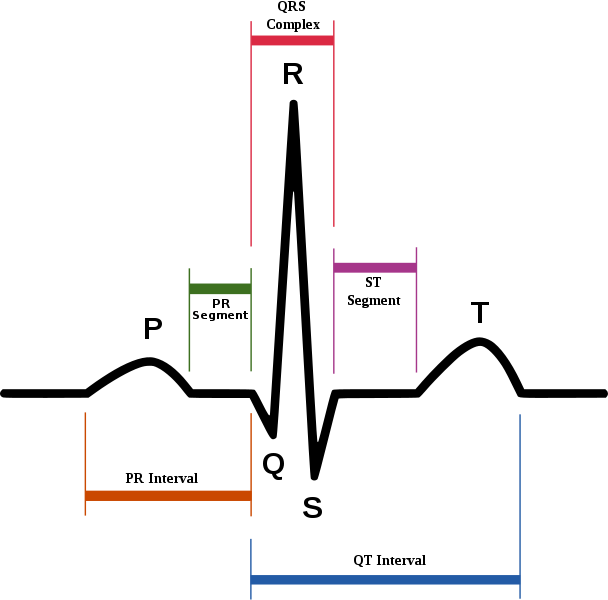 QRS
Complex
R
ST
Segment
PR
Segment
T
P
Q
PR Interval
S
QT Interval